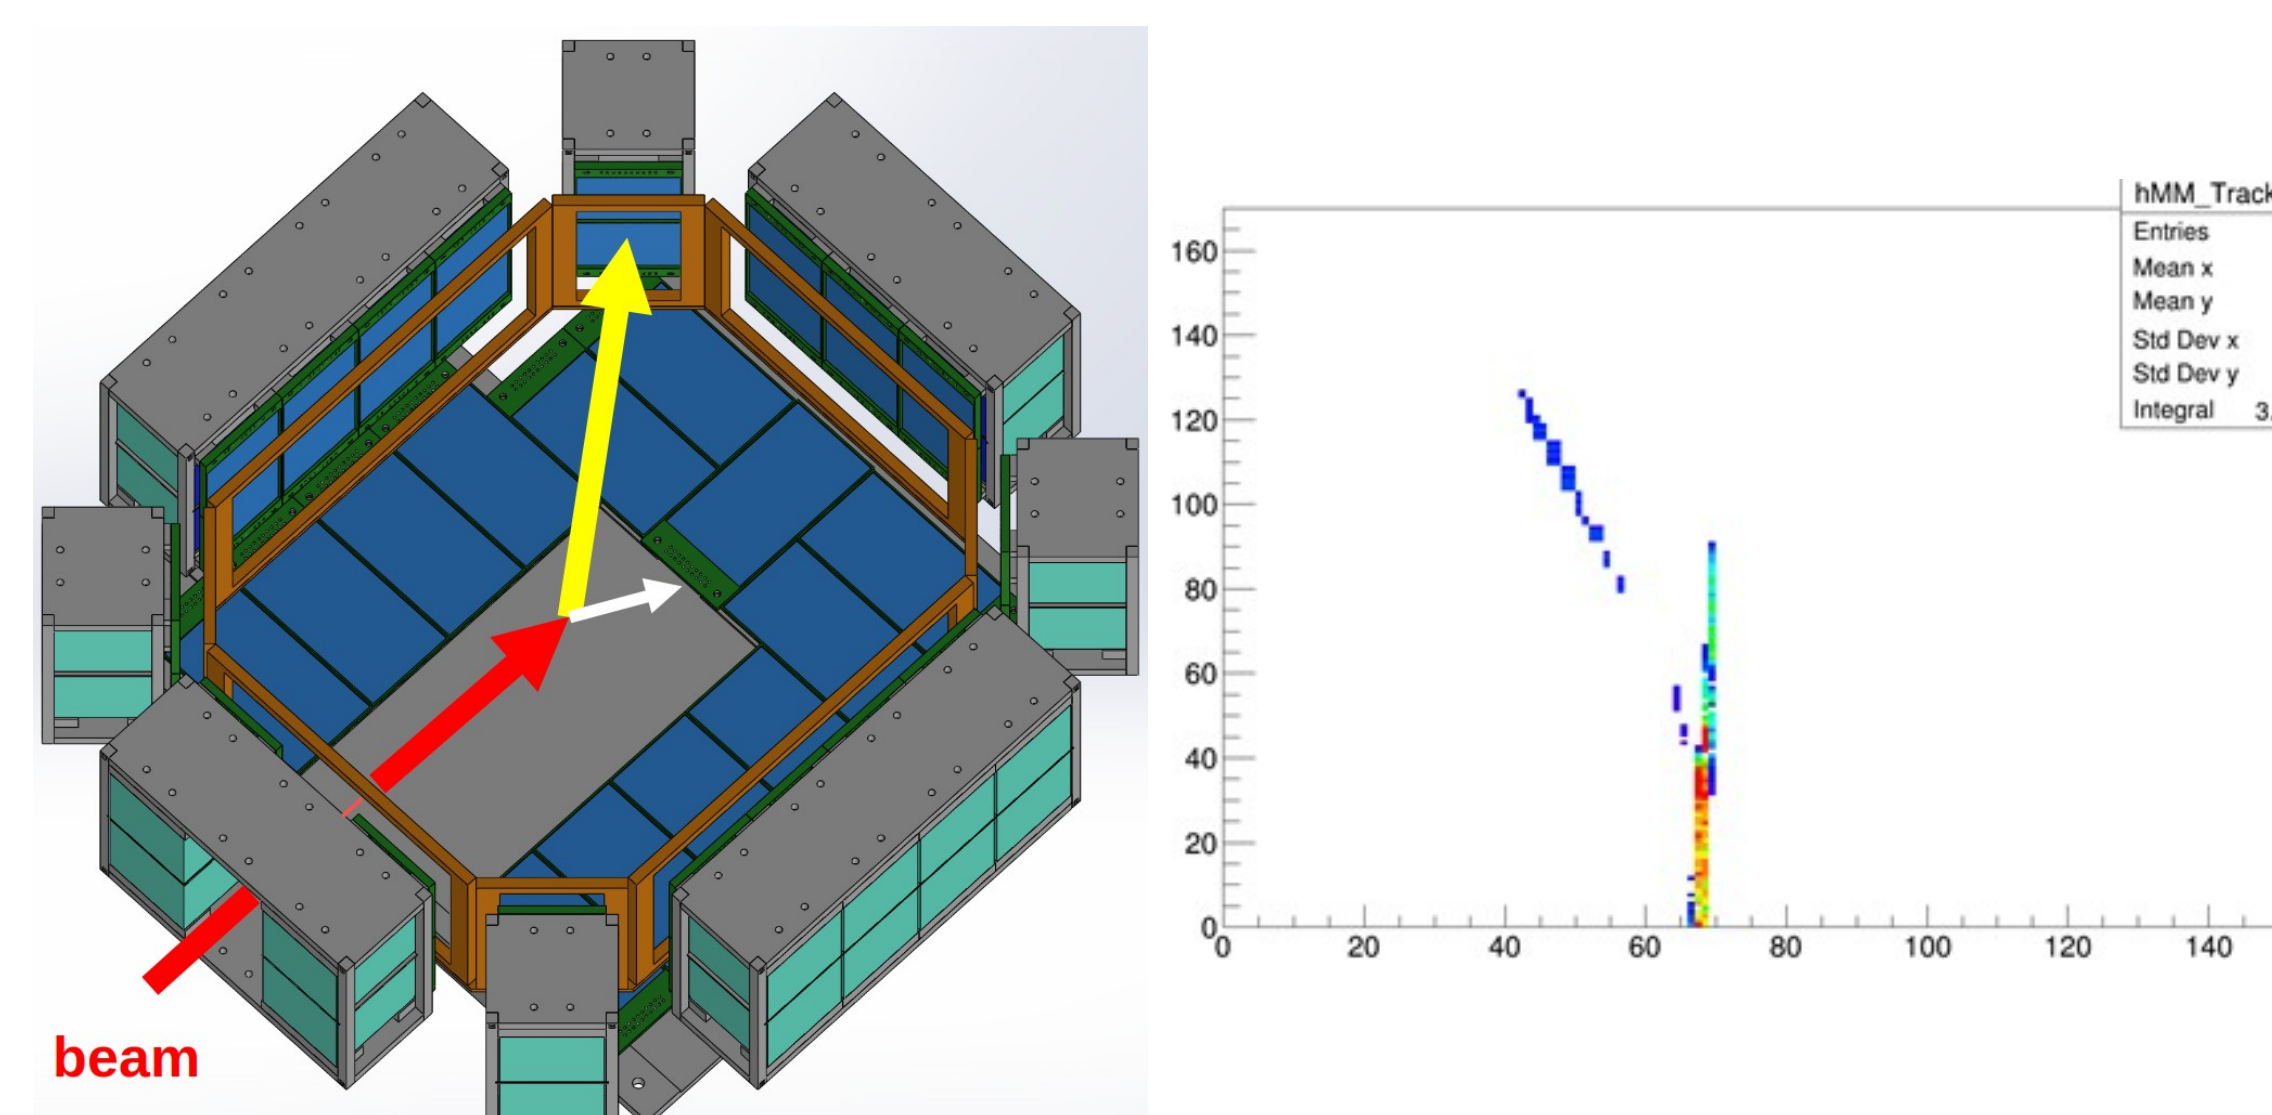 beam
hMM_Track
Entries
Mean x
Mean y
Std Dev x
Std Dev y
Integral 3.
160
140
120
100
80
60
40
20
0
0 20 40 60 80 100 120 140